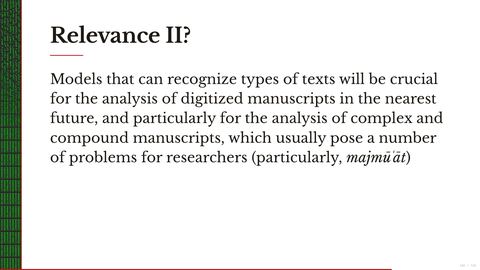 Relevance II?
Models that can recognize types of texts will be crucial
for the analysis of digitized manuscripts in the nearest
future, and particularly for the analysis of complex and
compound manuscripts, which usually pose a number
of problems for researchers (particularly, majmūʿāt)